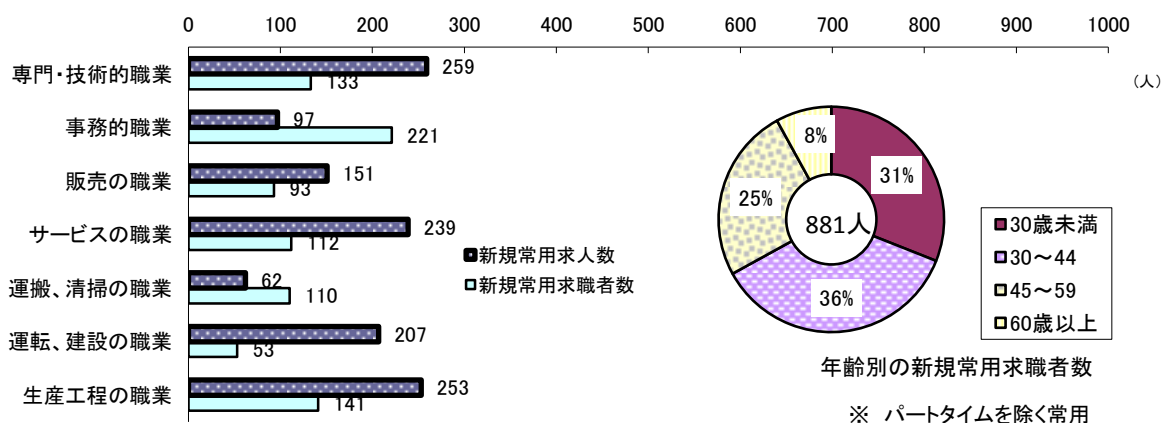 0 100 200 300 400 500 600 700 800 900 1000
(人)
専門・技術的職業 259
133
事務的職業 97
221
販売の職業 151
93
サービスの職業 239
112
運搬、清掃の職業 62
110
運転、建設の職業 207
53
生産工程の職業 253
141
新規常用求人数
新規常用求職者数
8%
31%
25%
881人
36%
30歳未満
30～44
45～59
60歳以上
年齢別の新規常用求職者数
※ パートタイムを除く常用